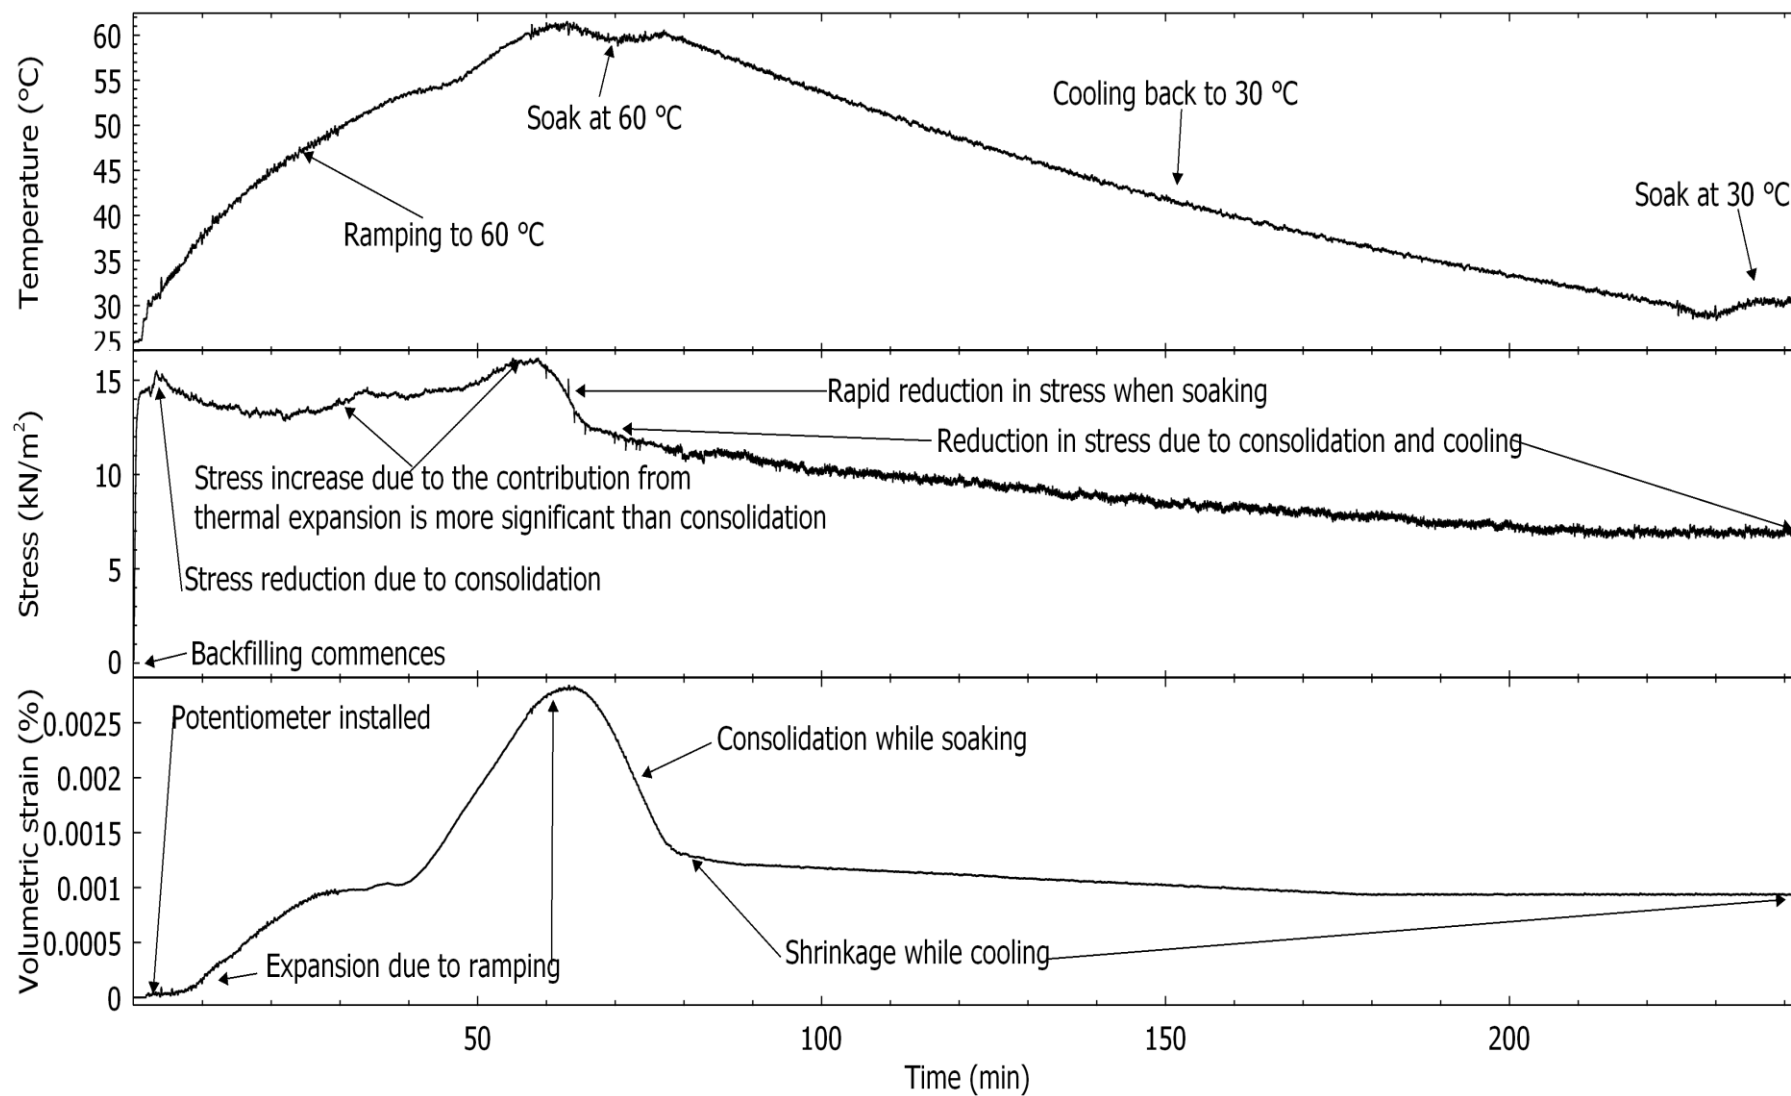 Temperature (°C)
60
55
50
45
40
35
30
25
Soak at 60 °C
Cooling back to 30 °C
Ramping to 60 °C
Soak at 30 °C
Stress (kN/m²)
15
10
5
0
Rapid reduction in stress when soaking
Reduction in stress due to consolidation and cooling
Stress increase due to the contribution from
thermal expansion is more significant than consolidation
Stress reduction due to consolidation
Backfilling commences
Volumetric strain (%)
0.0025
0.002
0.0015
0.001
0.0005
0
Potentiometer installed
Consolidation while soaking
Expansion due to ramping
Shrinkage while cooling
50
100
150
200
Time (min)